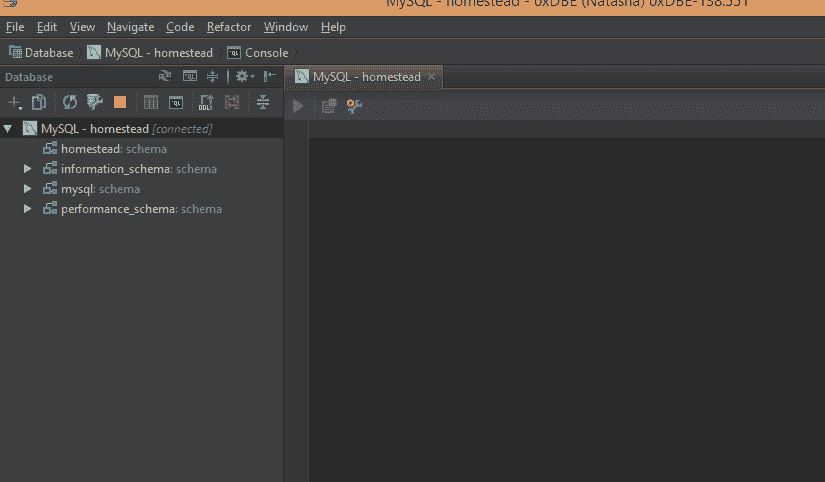 MySQL - homestead - 0xDBE (Natasha) 0xDBE-138.551
File Edit View Navigate Code Refactor Window Help
Database MySQL - homestead Console
Database
MySQL - homestead
MySQL - homestead [connected]
homestead: schema
information_schema: schema
mysql: schema
performance_schema: schema